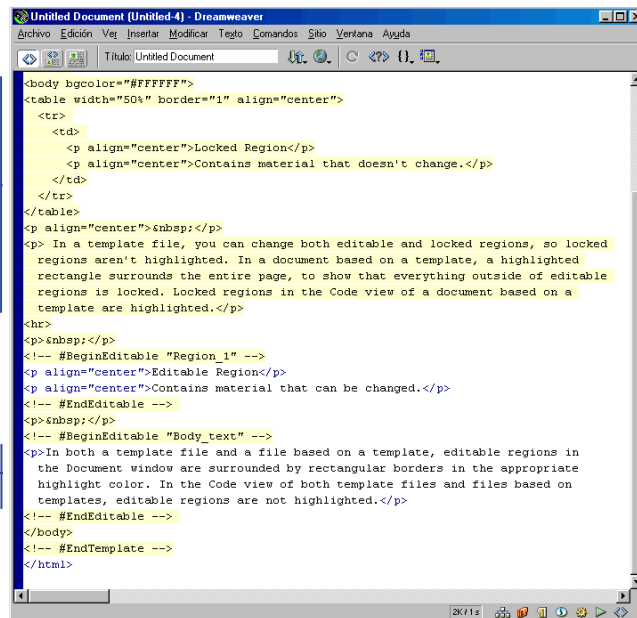 Untitled Document (Untitled-4) - Dreamweaver
Archivo Edición Ver Insertar Modificar Texto Comandos Sitio Ventana Ayuda
Título: Untitled Document
<body bgcolor="#FFFFFF">
<table width="50%" border="1" align="center">
<tr>
<td>
<p align="center">Locked Region</p>
<p align="center">Contains material that doesn't change.</p>
</td>
</tr>
</table>
<p align="center">&nbsp;</p>
<p> In a template file, you can change both editable and locked regions, so locked
regions aren't highlighted. In a document based on a template, a highlighted
rectangle surrounds the entire page, to show that everything outside of editable
regions is locked. Locked regions in the Code view of a document based on a
template are highlighted.</p>
<hr>
<p>&nbsp;</p>
<!-- #BeginEditable "Region_1" -->
<p align="center">Editable Region</p>
<p align="center">Contains material that can be changed.</p>
<!-- #EndEditable -->
<p>&nbsp;</p>
<!-- #BeginEditable "Body_text" -->
<p>In both a template file and a file based on a template, editable regions in
the Document window are surrounded by rectangular borders in the appropriate
highlight color. In the Code view of both template files and files based on
templates, editable regions are not highlighted.</p>
<!-- #EndEditable -->
</body>
<!-- #EndTemplate -->
</html>
2K/1s